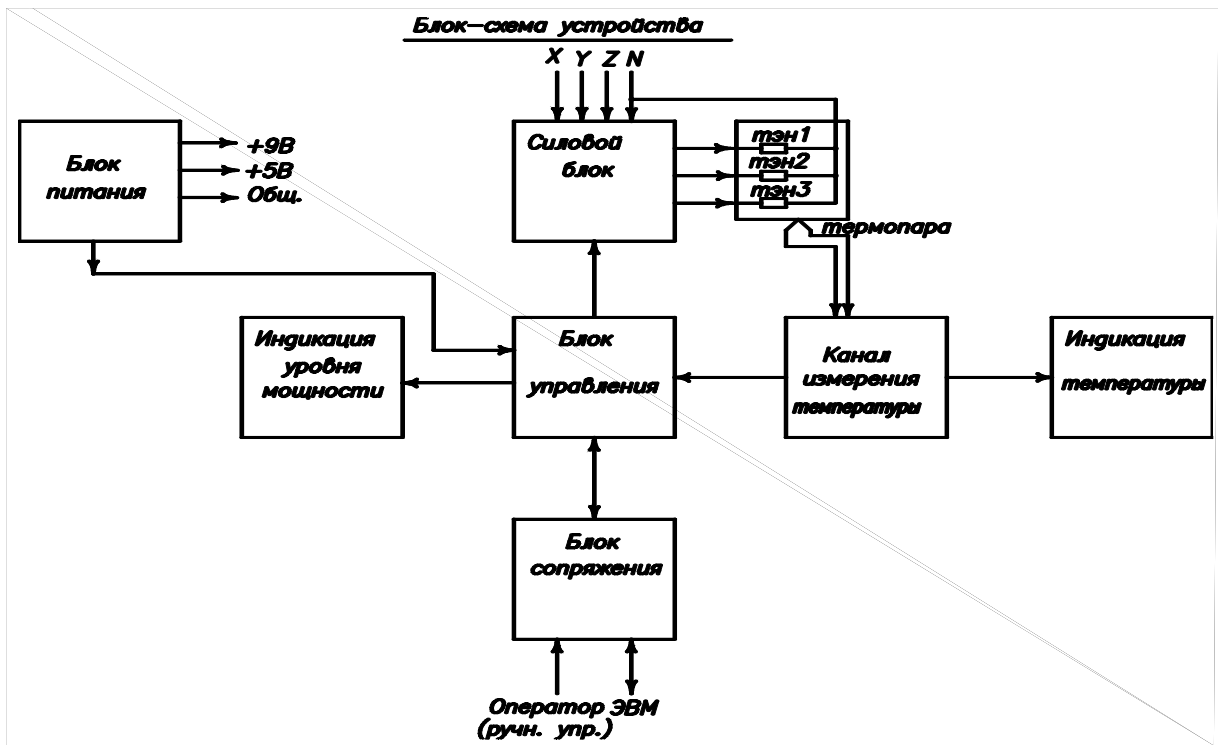 Блок-схема устройства
X Y Z N
Блок
питания
+9В
+5В
Общ.
Силовой
блок
тэн1
тэн2
тэн3
термопара
Индикация
уровня
мощности
Блок
управления
Канал
измерения
температуры
Индикация
температуры
Блок
сопряжения
Оператор ЭВМ
(ручн. упр.)